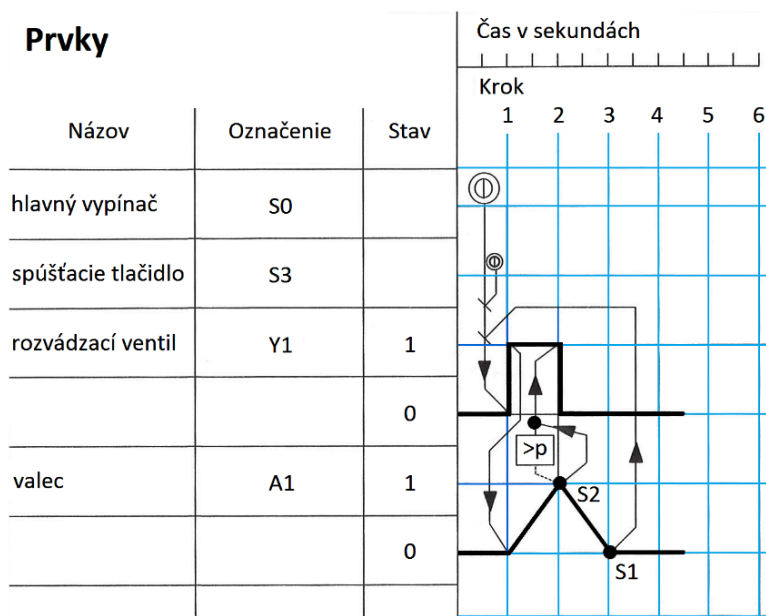 Prvky
Čas v sekundách
Krok
1 2 3 4 5 6
Názov Označenie Stav
hlavný vypínač S0
spúšťacie tlačidlo S3
rozvádzací ventil Y1 1
0
>p
valec A1 1
S2
0
S1